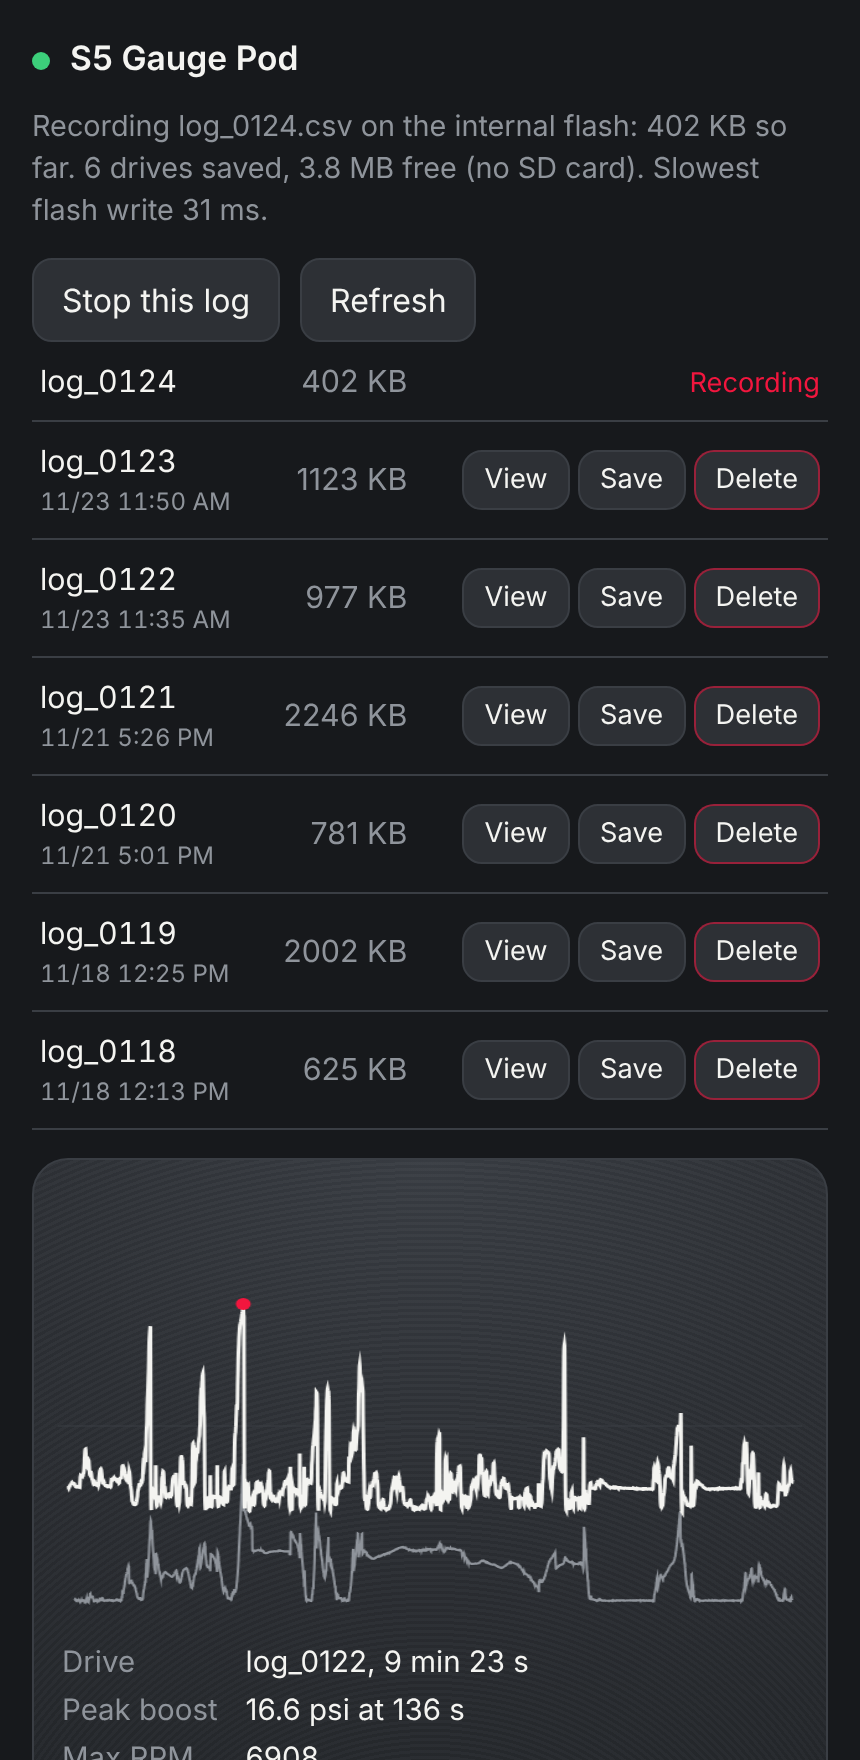 S5 Gauge Pod
Recording log_0124.csv on the internal flash: 402 KB so
far. 6 drives saved, 3.8 MB free (no SD card). Slowest
flash write 31 ms.
Stop this log Refresh
log_0124 402 KB Recording
log_0123 1123 KB View Save Delete
11/23 11:50 AM
log_0122 977 KB View Save Delete
11/23 11:35 AM
log_0121 2246 KB View Save Delete
11/21 5:26 PM
log_0120 781 KB View Save Delete
11/21 5:01 PM
log_0119 2002 KB View Save Delete
11/18 12:25 PM
log_0118 625 KB View Save Delete
11/18 12:13 PM
Drive log_0122, 9 min 23 s
Peak boost 16.6 psi at 136 s
Max RPM 6908